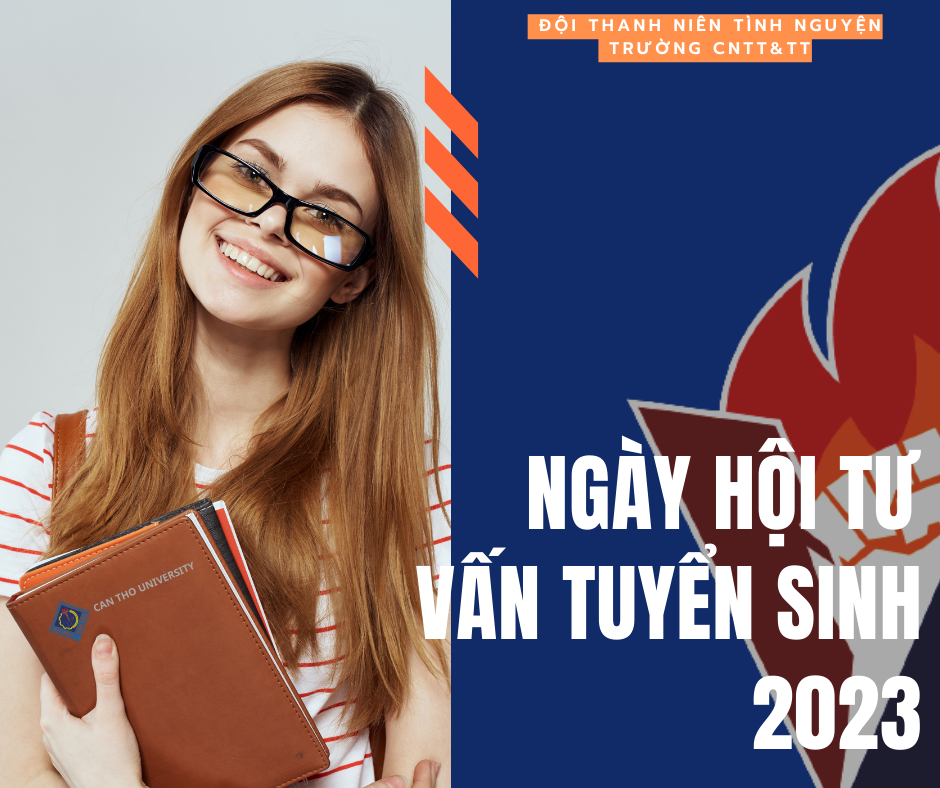 ĐỘI THANH NIÊN TÌNH NGUYỆN
TRƯỜNG CNTT&TT
NGÀY HỘI TƯ
VẤN TUYỂN SINH
2023
CAN THO UNIVERSITY